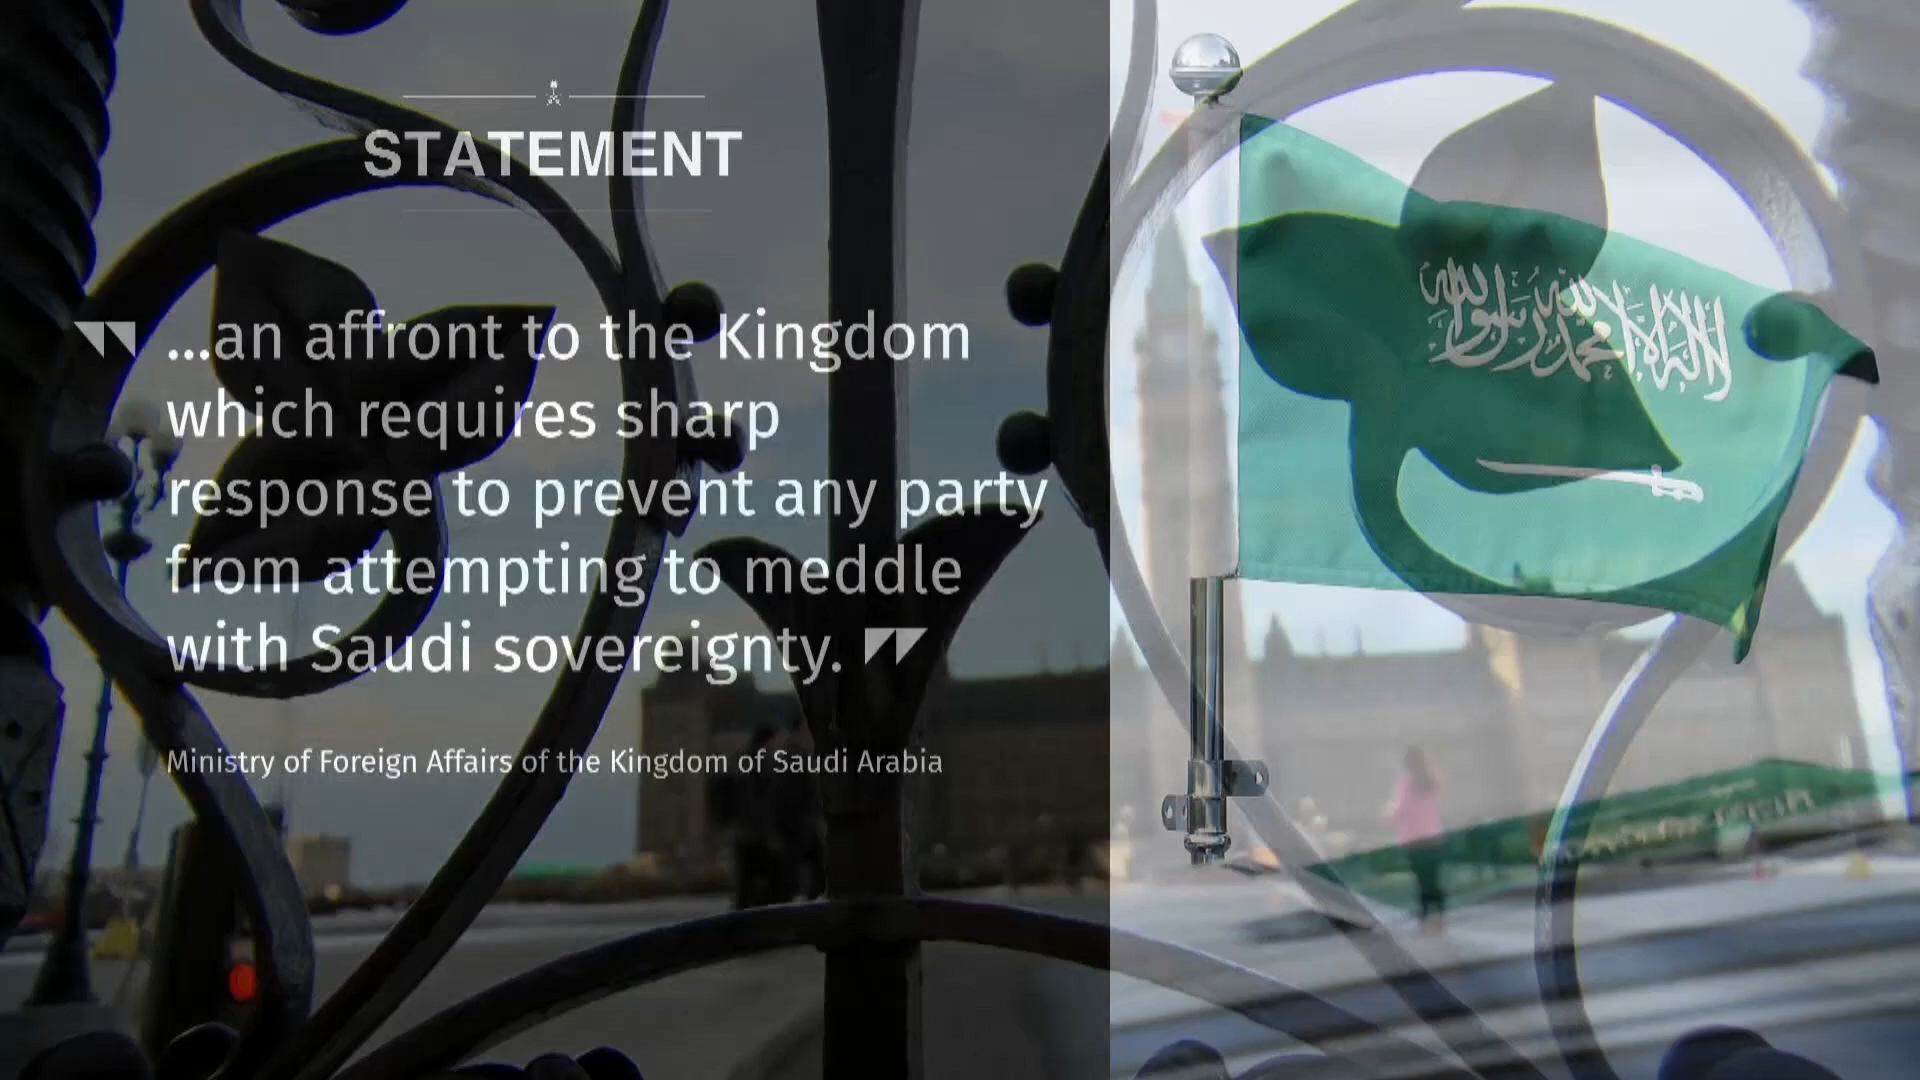 STATEMENT
...an affront to the Kingdom
which requires sharp
response to prevent any party
from attempting to meddle
with Saudi sovereignty.
Ministry of Foreign Affairs of the Kingdom of Saudi Arabia
لا إله إلا الله محمد رسول الله